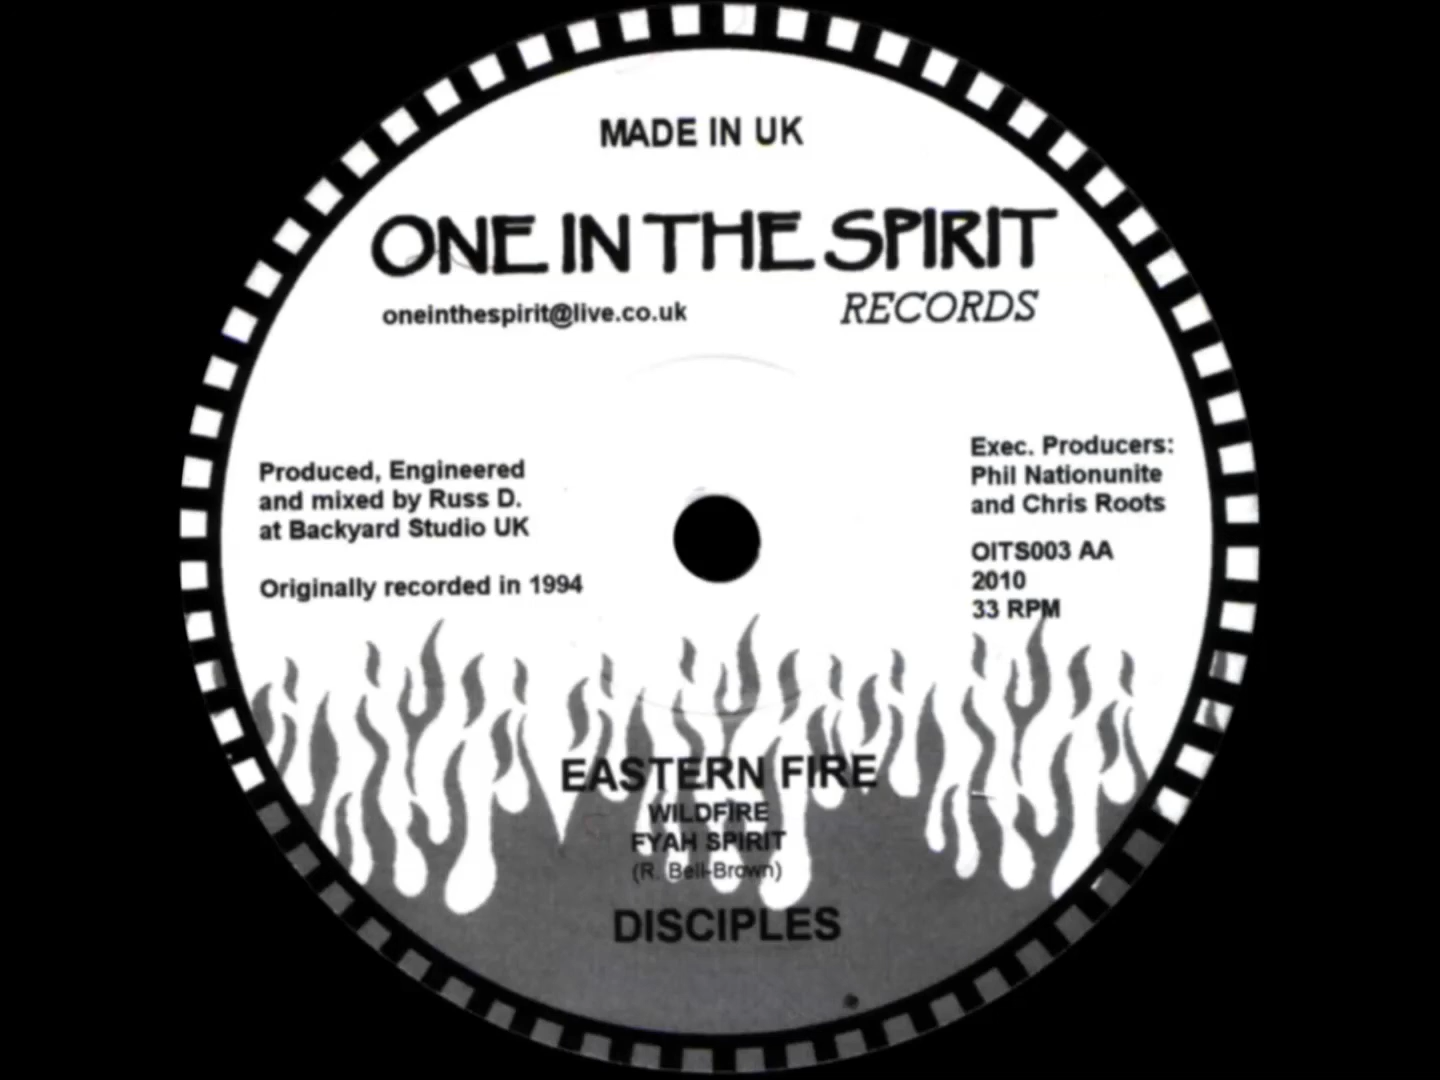 MADE IN UK
ONE IN THE SPIRIT
oneinthespirit@live.co.uk
RECORDS
Produced, Engineered
and mixed by Russ D.
at Backyard Studio UK
Originally recorded in 1994
Exec. Producers:
Phil Nationunite
and Chris Roots
OITS003 AA
2010
33 RPM
EASTERN FIRE
WILDFIRE
FYAH SPIRIT
(R. Bell-Brown)
DISCIPLES